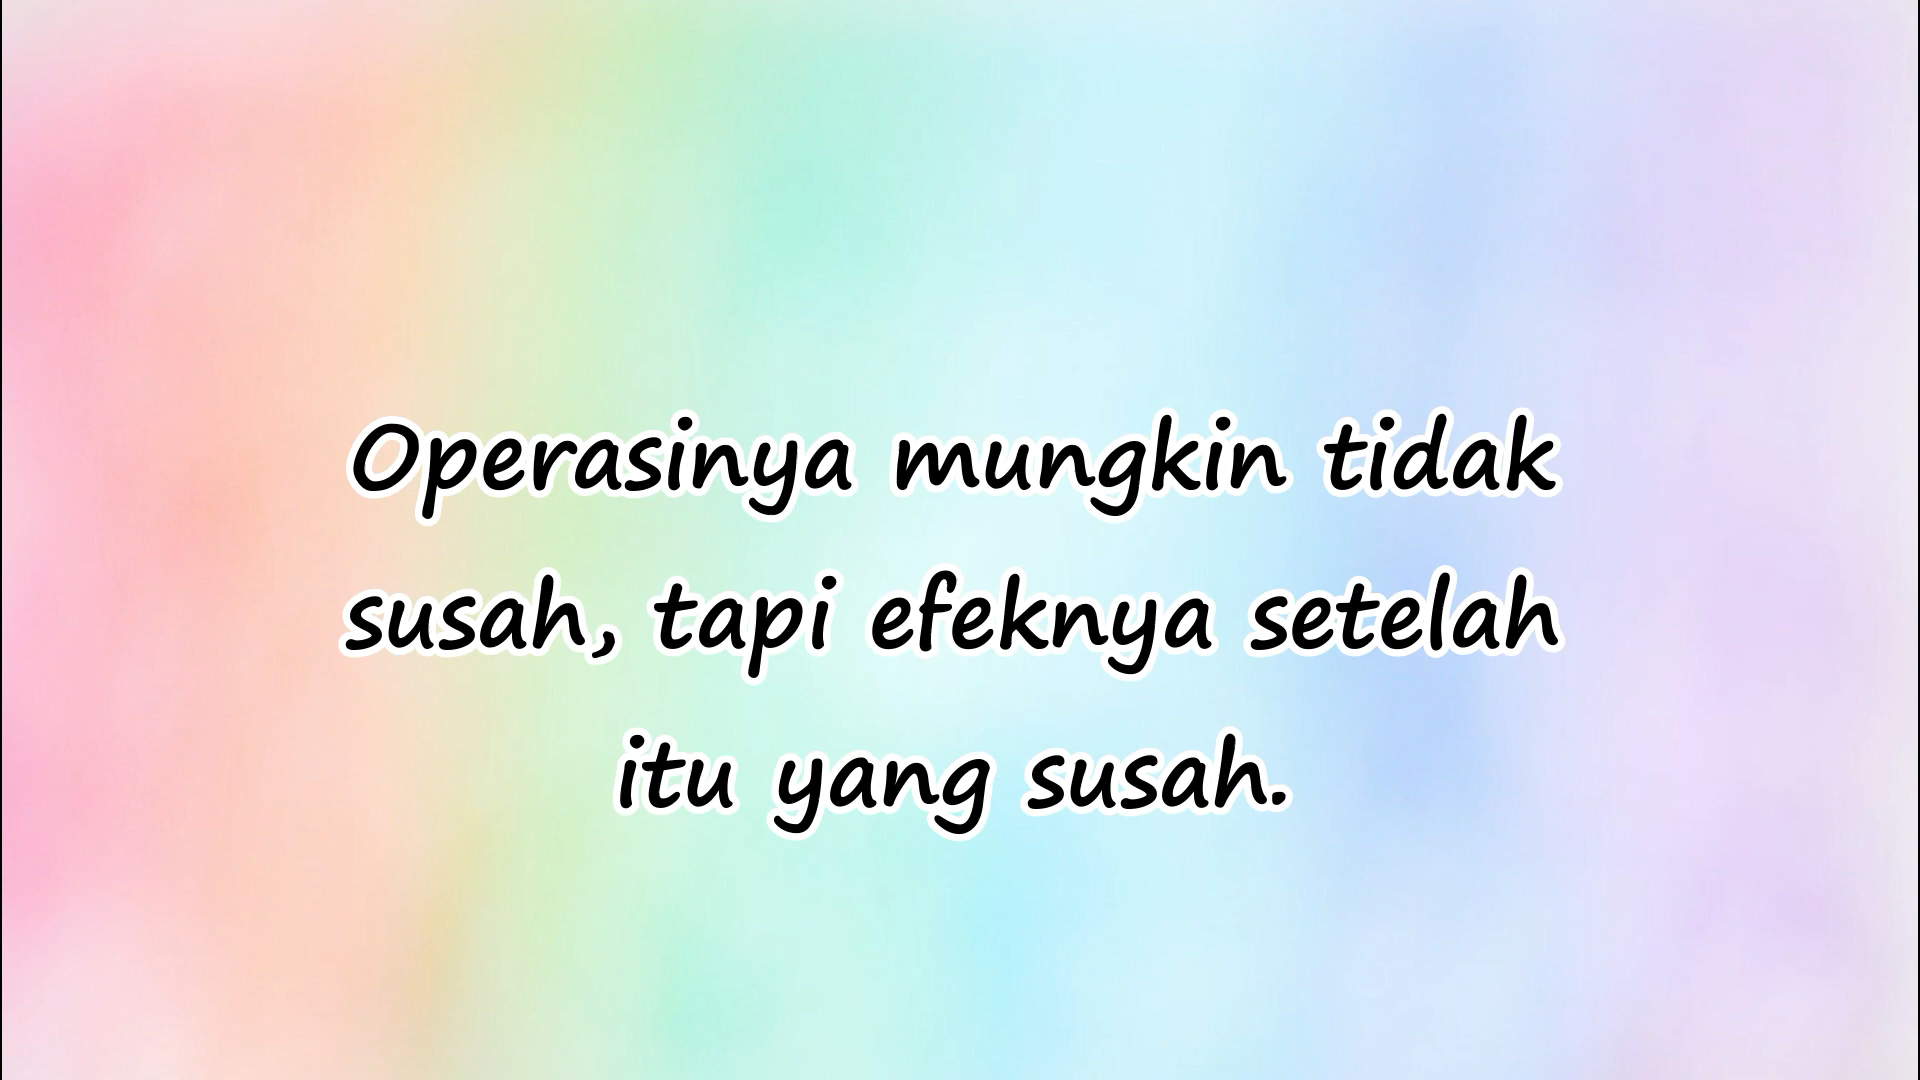 Operasinya mungkin tidak
susah, tapi efeknya setelah
itu yang susah.